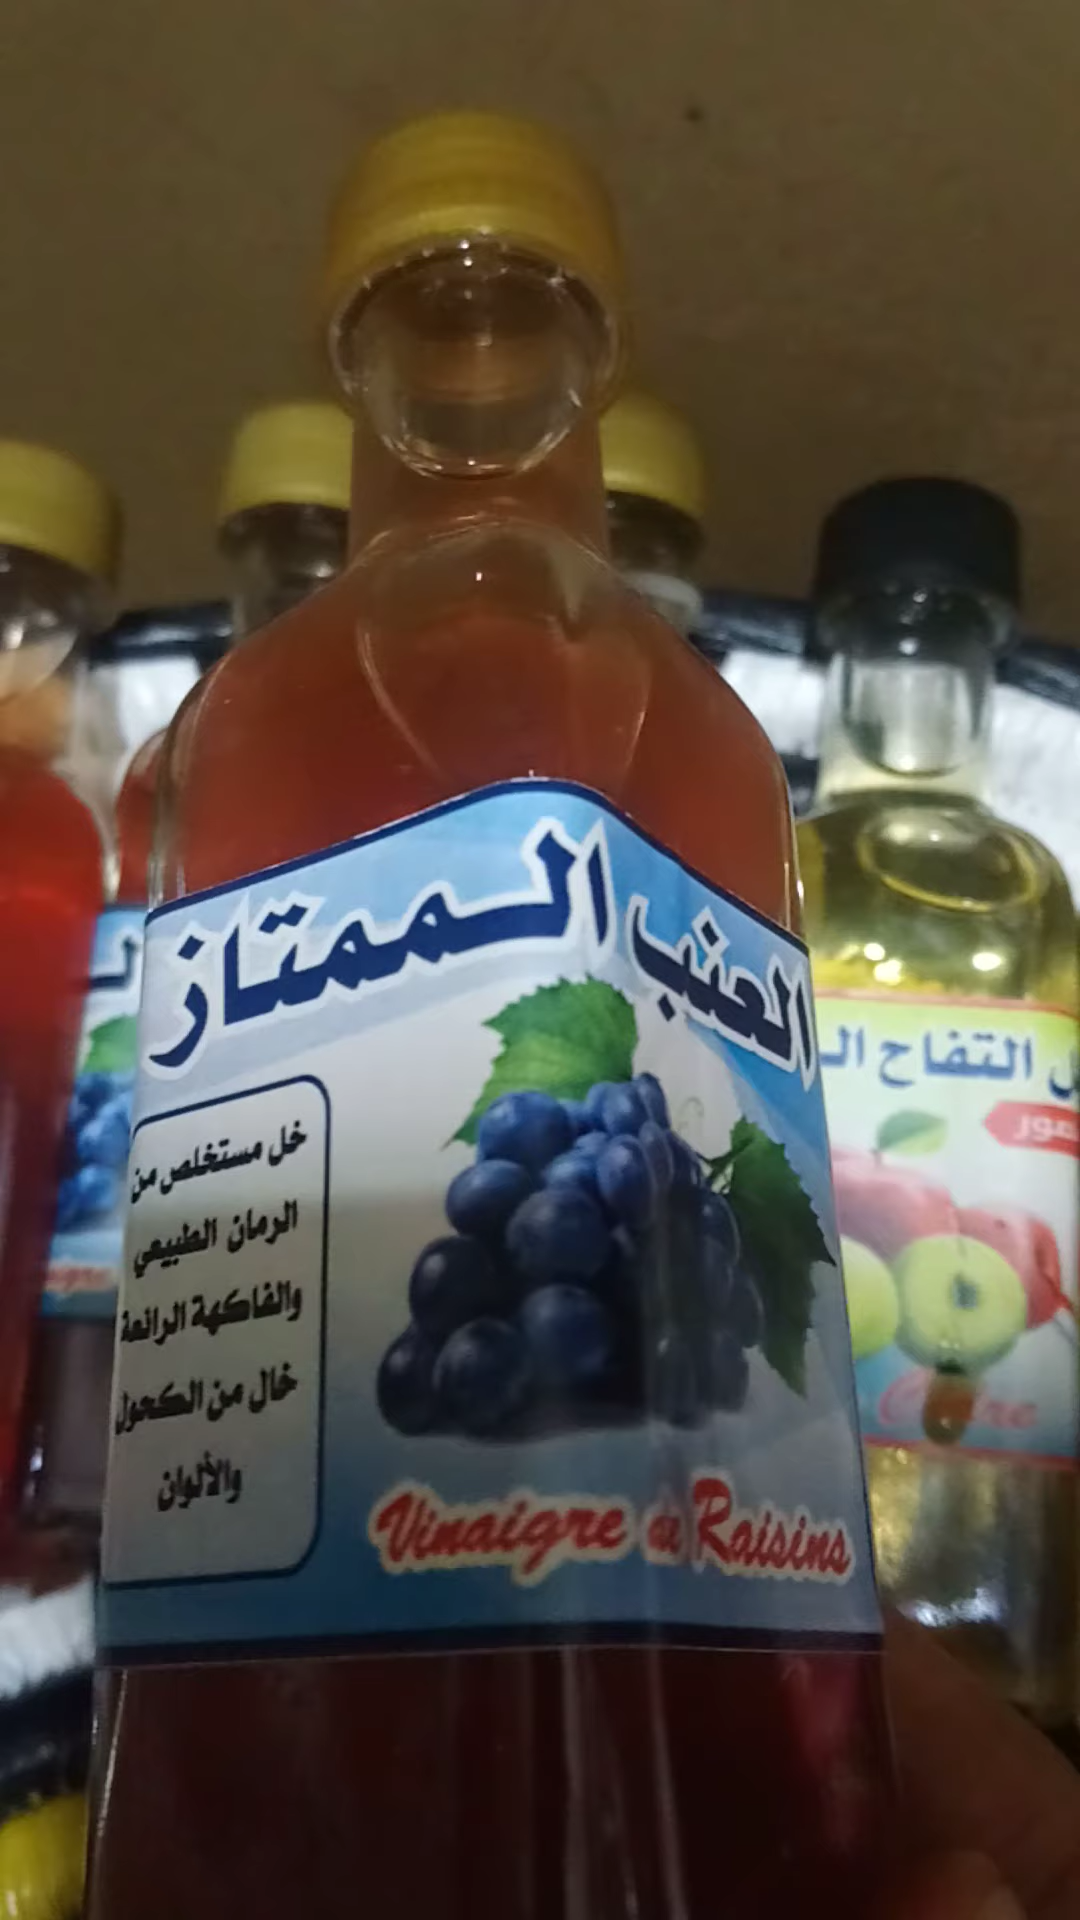 العنب الممتاز
خل مستخلص من
الرمان الطبيعي
والفاكهة الرائعة
خال من الكحول
والألوان
Vinaigre de Raisins
التفاح